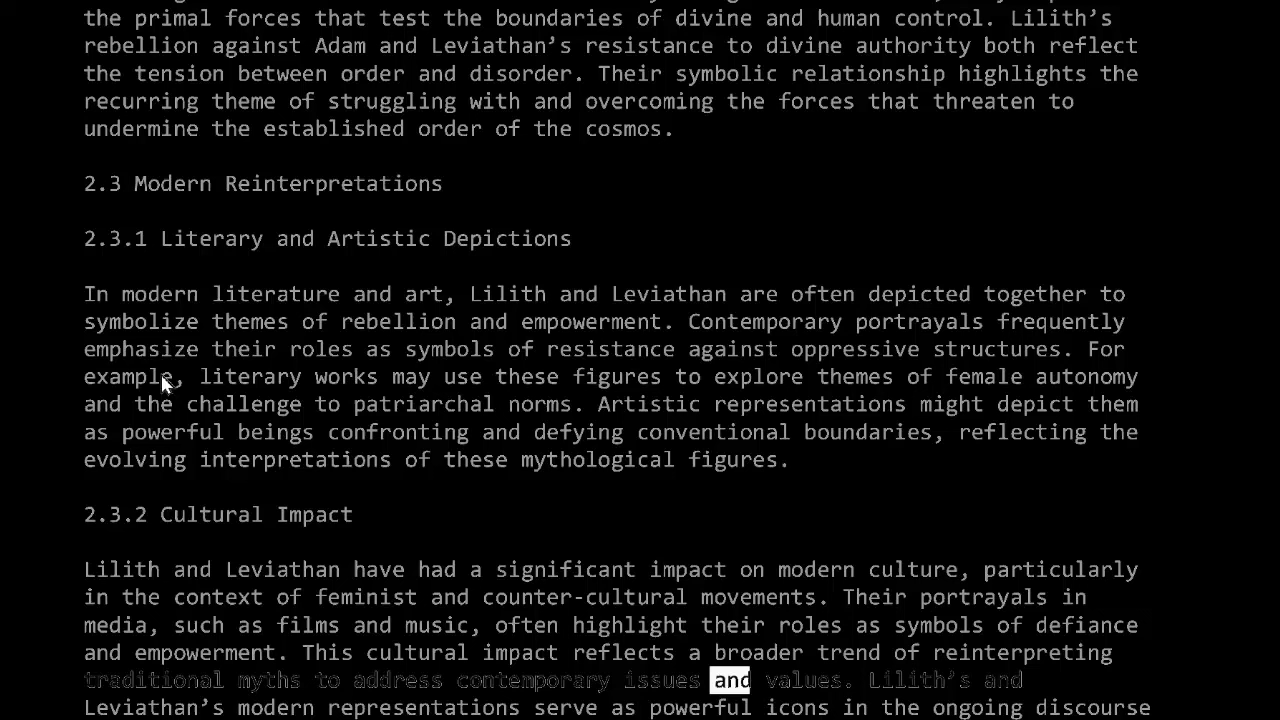 the primal forces that test the boundaries of divine and human control. Lilith’s
rebellion against Adam and Leviathan’s resistance to divine authority both reflect
the tension between order and disorder. Their symbolic relationship highlights the
recurring theme of struggling with and overcoming the forces that threaten to
undermine the established order of the cosmos.
2.3 Modern Reinterpretations
2.3.1 Literary and Artistic Depictions
In modern literature and art, Lilith and Leviathan are often depicted together to
symbolize themes of rebellion and empowerment. Contemporary portrayals frequently
emphasize their roles as symbols of resistance against oppressive structures. For
example, literary works may use these figures to explore themes of female autonomy
and the challenge to patriarchal norms. Artistic representations might depict them
as powerful beings confronting and defying conventional boundaries, reflecting the
evolving interpretations of these mythological figures.
2.3.2 Cultural Impact
Lilith and Leviathan have had a significant impact on modern culture, particularly
in the context of feminist and counter-cultural movements. Their portrayals in
media, such as films and music, often highlight their roles as symbols of defiance
and empowerment. This cultural impact reflects a broader trend of reinterpreting
traditional myths to address contemporary issues and values. Lilith’s and
Leviathan’s modern representations serve as powerful icons in the ongoing discourse